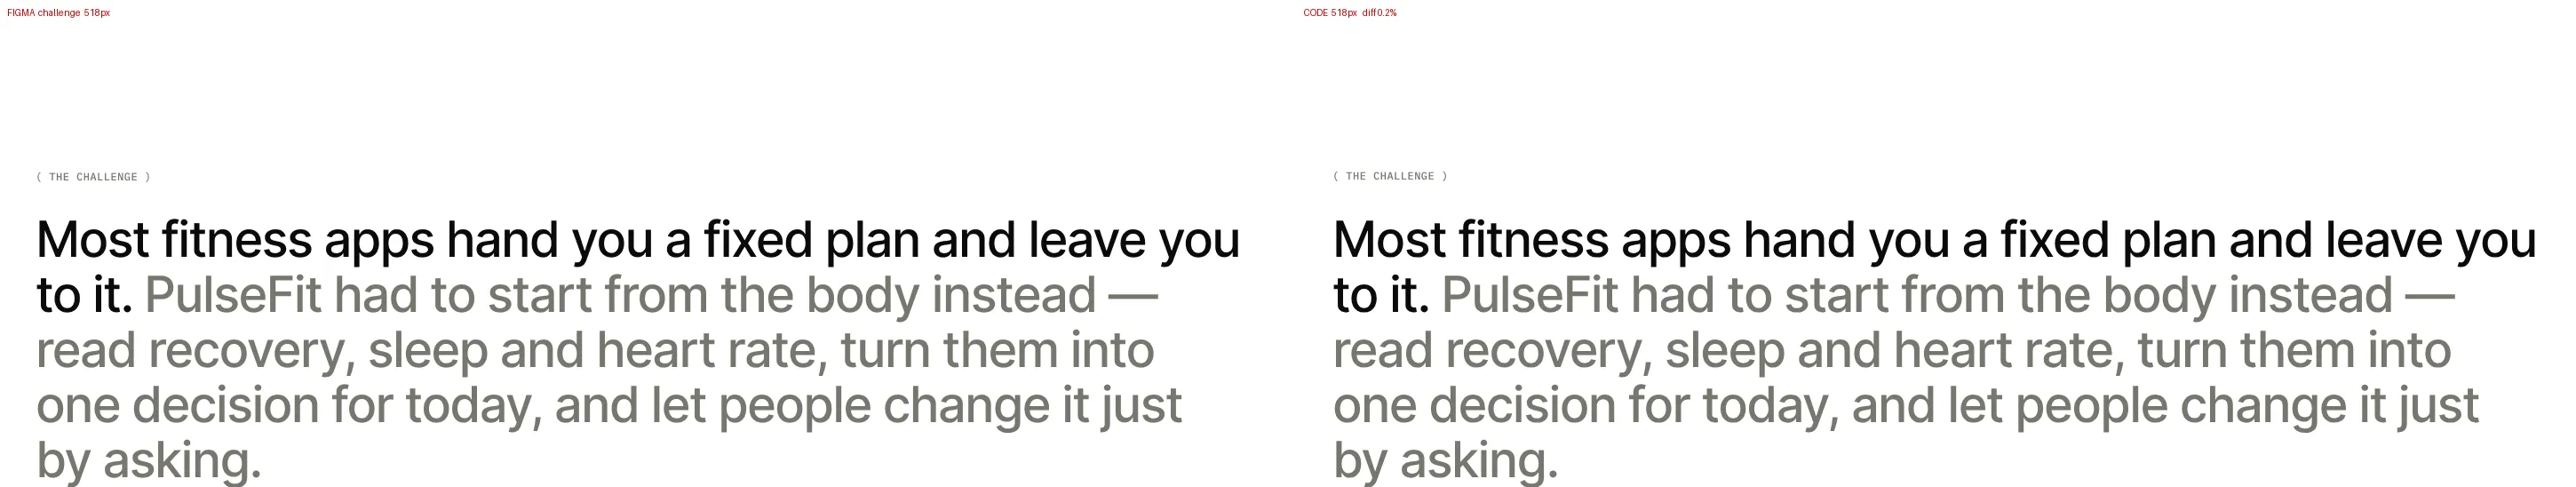 FIGMA challenge 518px
( THE CHALLENGE )
Most fitness apps hand you a fixed plan and leave you
to it. PulseFit had to start from the body instead —
read recovery, sleep and heart rate, turn them into
one decision for today, and let people change it just
by asking.
CODE 518px diff 0.2%
( THE CHALLENGE )
Most fitness apps hand you a fixed plan and leave you
to it. PulseFit had to start from the body instead —
read recovery, sleep and heart rate, turn them into
one decision for today, and let people change it just
by asking.